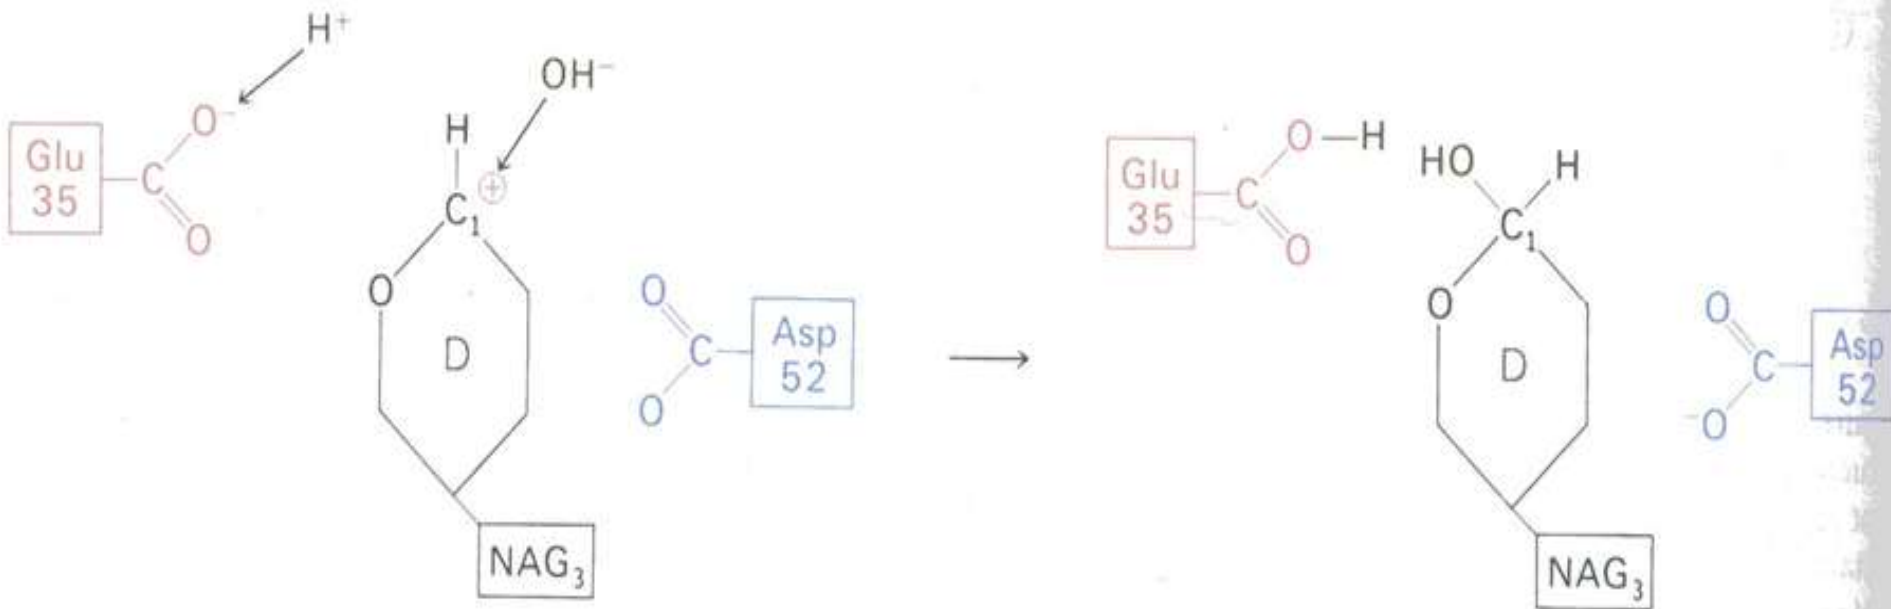 H⁺
OH⁻
O⁻
H
Glu
35
C
⊕
C₁
O
O
D
O
C
Asp
52
O
NAG₃
O—H
HO
H
Glu
35
C
C₁
O
O
D
O
C
Asp
52
⁻O
NAG₃